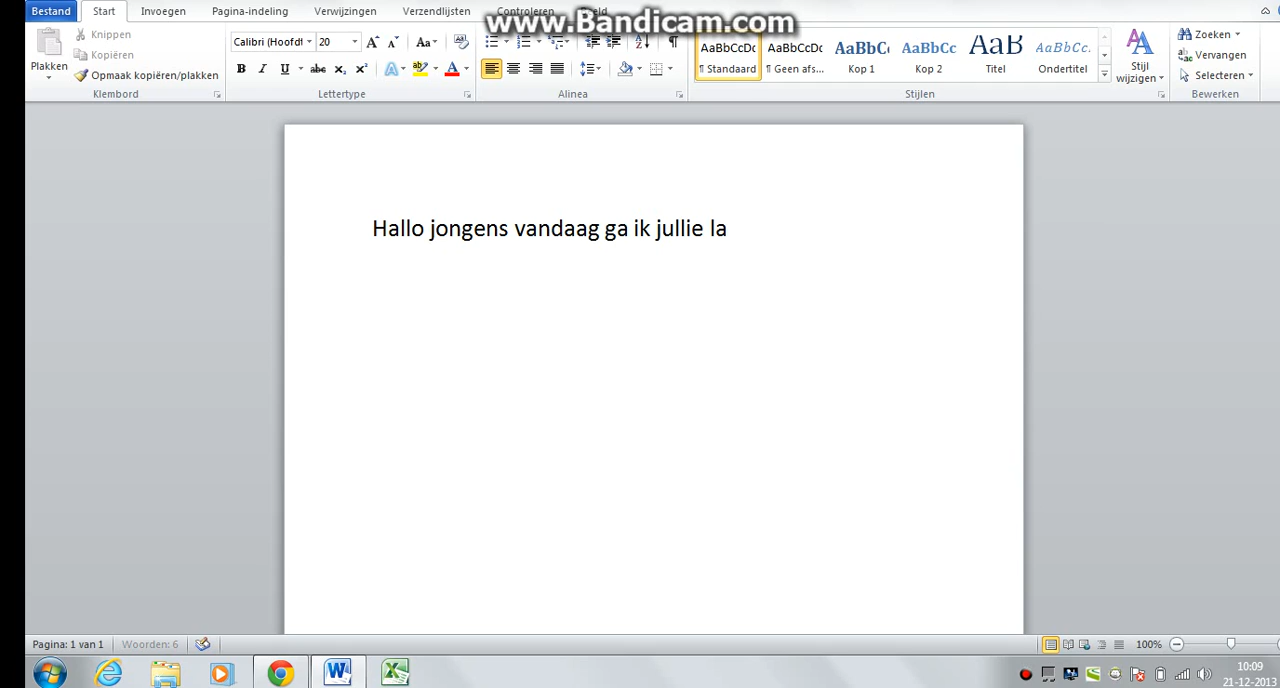 www.Bandicam.com
Bestand Start Invoegen Pagina-indeling Verwijzingen Verzendlijsten Controleren Beeld
Plakken
Knippen
Kopiëren
Opmaak kopiëren/plakken
Klembord
Calibri (Hoofdt 20
Lettertype
Alinea
AaBbCcDc AaBbCcDc AaBbC AaBbCc AaB AaBbCc.
¶ Standaard ¶ Geen afs... Kop 1 Kop 2 Titel Ondertitel
Stijlen
Stijl
wijzigen
Zoeken
Vervangen
Selecteren
Bewerken
Hallo jongens vandaag ga ik jullie la
Pagina: 1 van 1 Woorden: 6 100%
10:09
21-12-2013